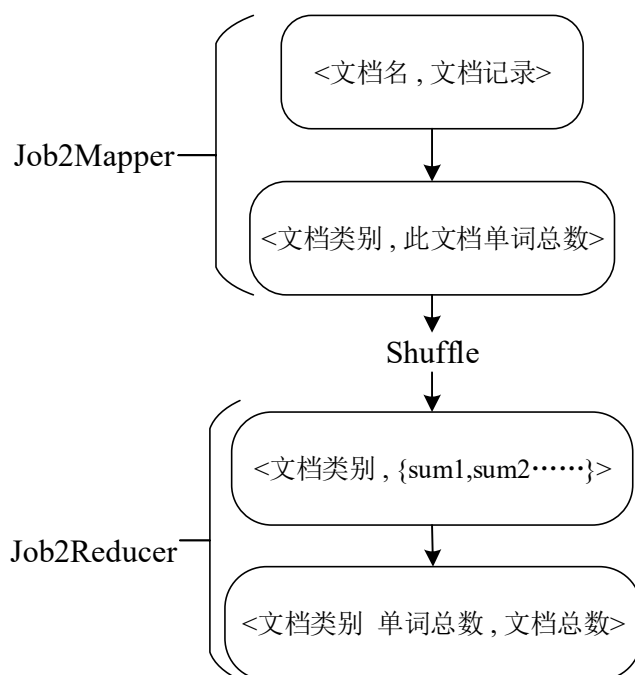 <文档名 , 文档记录>
Job2Mapper
<文档类别 , 此文档单词总数>
Shuffle
<文档类别 , {sum1,sum2……}>
Job2Reducer
<文档类别  单词总数 , 文档总数>